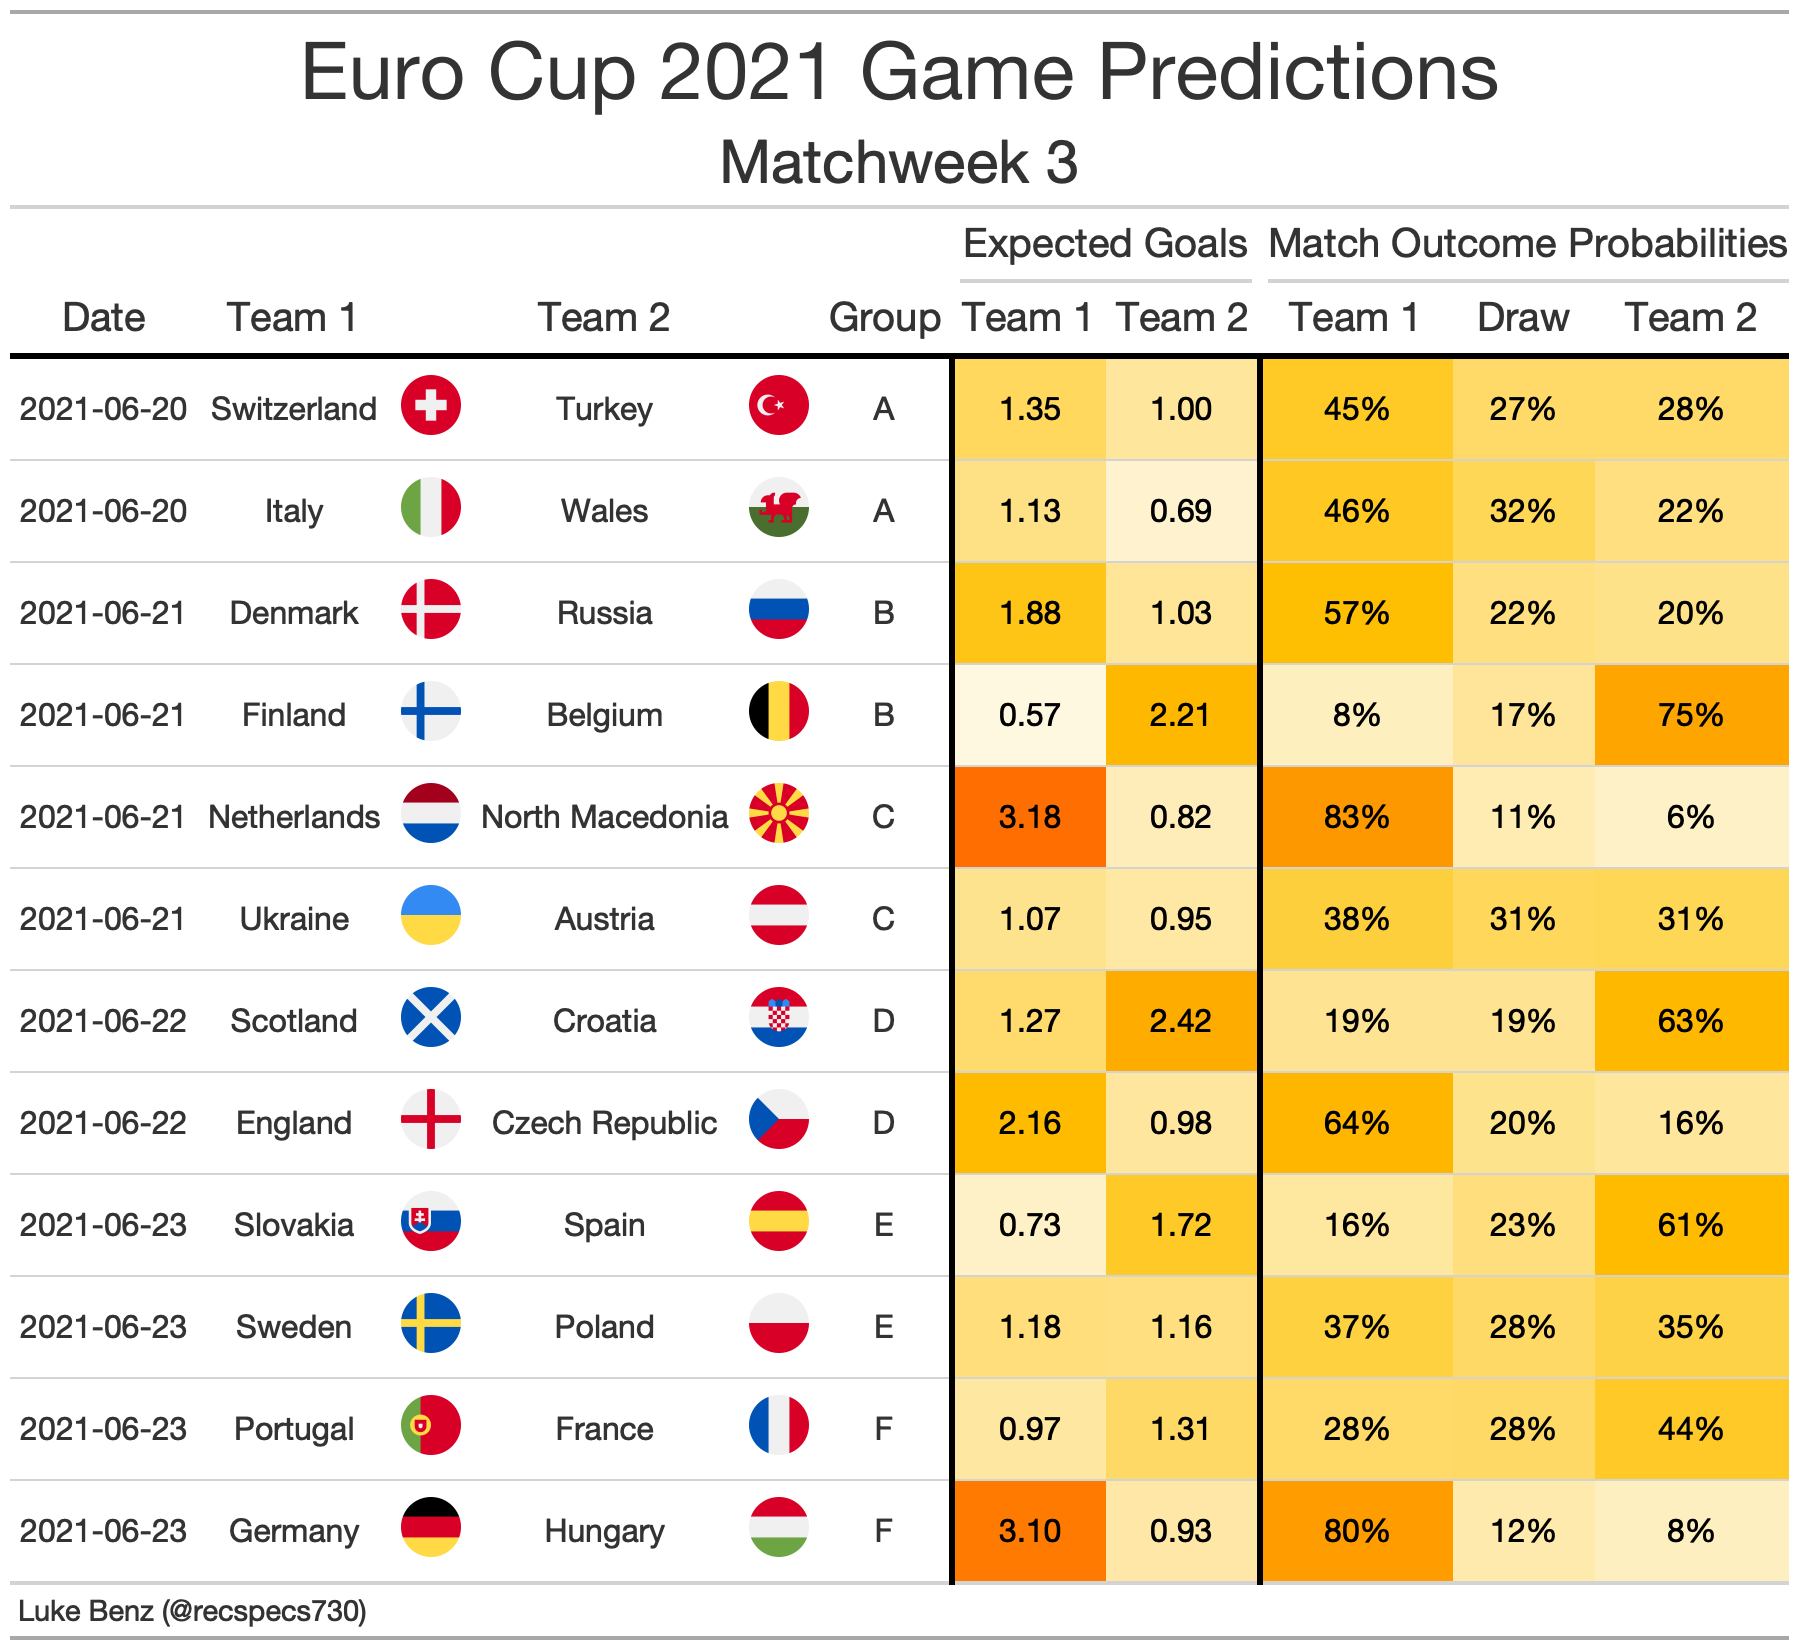 Euro Cup 2021 Game Predictions
Matchweek 3
Expected Goals Match Outcome Probabilities
Date Team 1 Team 2 Group Team 1 Team 2 Team 1 Draw Team 2
2021-06-20 Switzerland Turkey A 1.35 1.00 45% 27% 28%
2021-06-20 Italy Wales A 1.13 0.69 46% 32% 22%
2021-06-21 Denmark Russia B 1.88 1.03 57% 22% 20%
2021-06-21 Finland Belgium B 0.57 2.21 8% 17% 75%
2021-06-21 Netherlands North Macedonia C 3.18 0.82 83% 11% 6%
2021-06-21 Ukraine Austria C 1.07 0.95 38% 31% 31%
2021-06-22 Scotland Croatia D 1.27 2.42 19% 19% 63%
2021-06-22 England Czech Republic D 2.16 0.98 64% 20% 16%
2021-06-23 Slovakia Spain E 0.73 1.72 16% 23% 61%
2021-06-23 Sweden Poland E 1.18 1.16 37% 28% 35%
2021-06-23 Portugal France F 0.97 1.31 28% 28% 44%
2021-06-23 Germany Hungary F 3.10 0.93 80% 12% 8%
Luke Benz (@recspecs730)